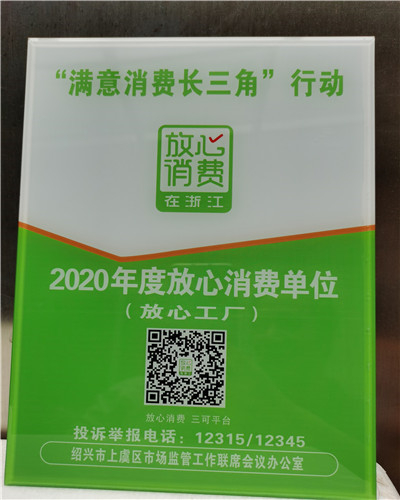 “满意消费长三角”行动
放心
消费
在浙江
2020年度放心消费单位
(放心工厂)
放心消费 三可平台
投诉举报电话：12315/12345
绍兴市上虞区市场监管工作联席会议办公室